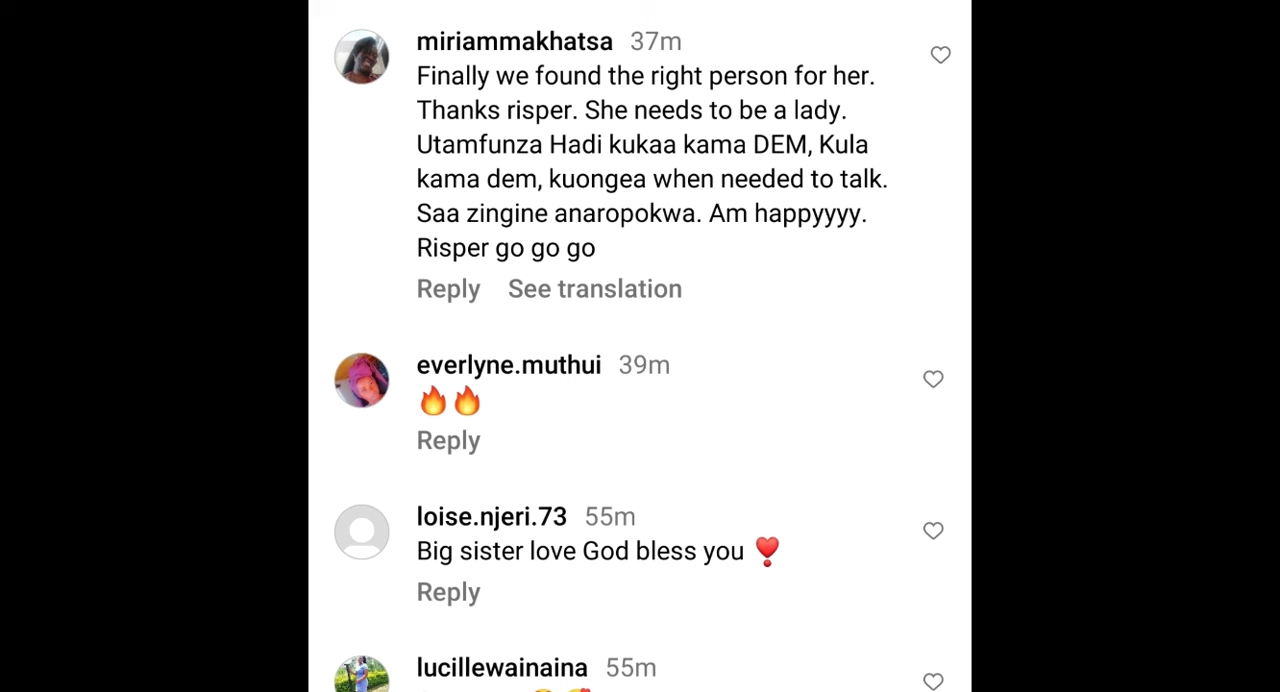 miriammakhatsa 37m
Finally we found the right person for her.
Thanks risper. She needs to be a lady.
Utamfunza Hadi kukaa kama DEM, Kula
kama dem, kuongea when needed to talk.
Saa zingine anaropokwa. Am happyyyy.
Risper go go go
Reply See translation
everlyne.muthui 39m
🔥🔥
Reply
loise.njeri.73 55m
Big sister love God bless you ❣️
Reply
lucillewainaina 55m